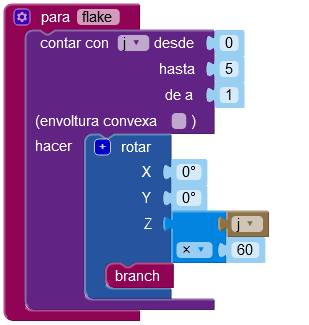 para flake
contar con j desde 0
hasta 5
de a 1
(envoltura convexa )
hacer + rotar
X 0°
Y 0°
Z j
× 60
branch